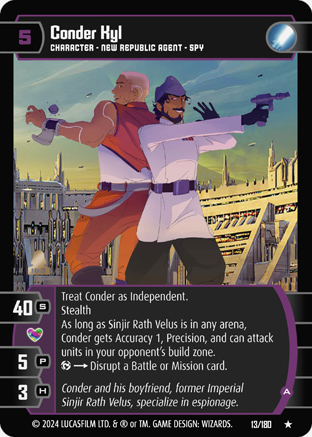 5 Conder Kyl
CHARACTER - NEW REPUBLIC AGENT - SPY
40 S
5 P
3 H
Treat Conder as Independent.
Stealth
As long as Sinjir Rath Velus is in any arena,
Conder gets Accuracy 1, Precision, and can attack
units in your opponent's build zone.
Disrupt a Battle or Mission card.
Conder and his boyfriend, former Imperial
Sinjir Rath Velus, specialize in espionage.
A
© 2024 LUCASFILM LTD. & ® or TM. GAME DESIGN: WIZARDS. 13/180